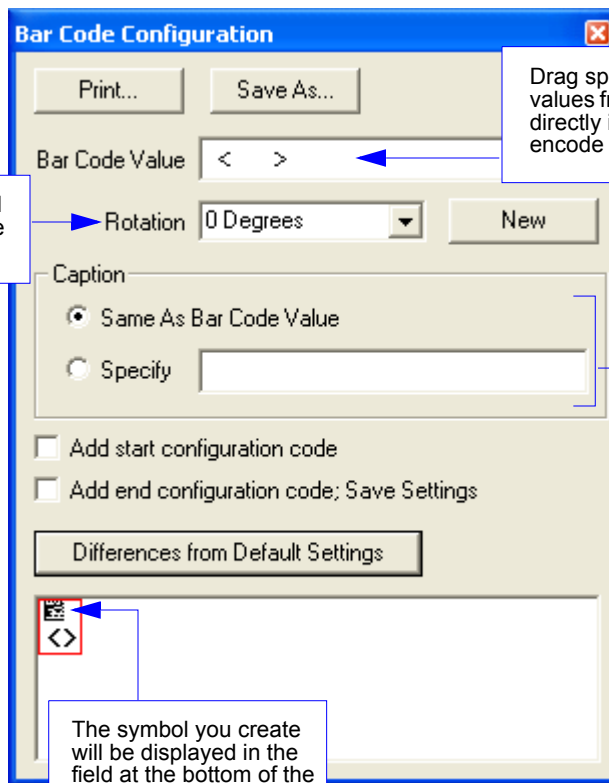 Bar Code Configuration
Print...
Save As...
Drag sp
values f
directly
encode
Bar Code Value < >
Rotation 0 Degrees
New
Caption
Same As Bar Code Value
Specify
Add start configuration code
Add end configuration code; Save Settings
Differences from Default Settings
<>
The symbol you create
will be displayed in the
field at the bottom of the